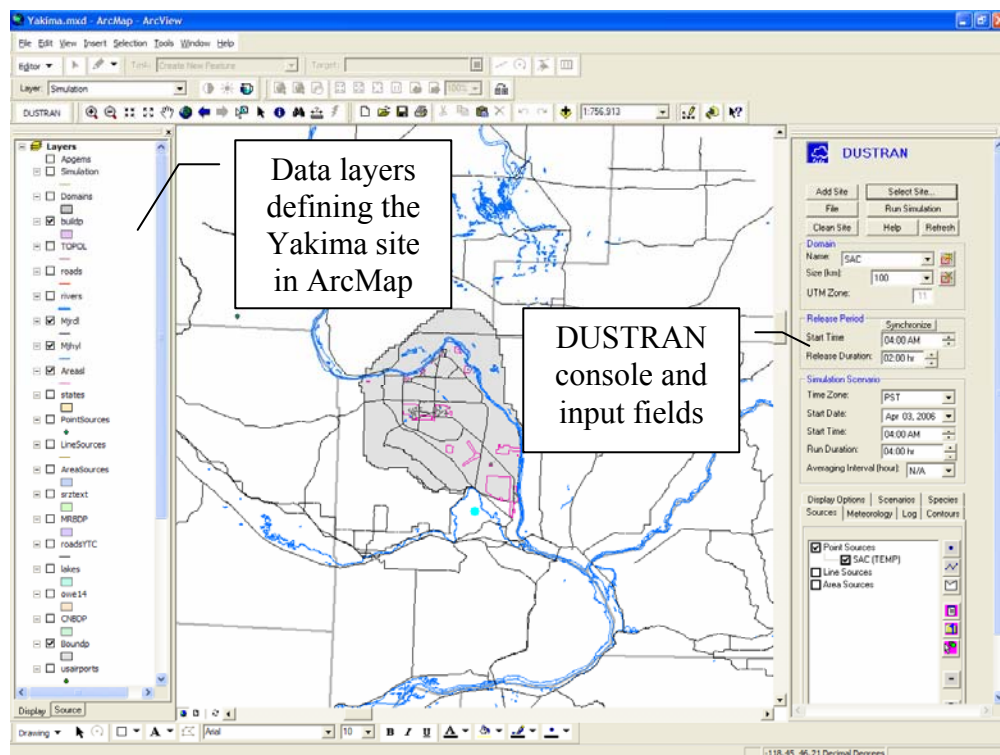 Yakima.mxd - ArcMap - ArcView
File Edit View Insert Selection Tools Window Help
Editor Task: Create New Feature Target:
Layer: Simulation 100%
DUSTRAN 1:756,913
Layers
Apgems
Simulation
Domains
buildp
TOPOL
roads
rivers
Mjrdl
Mjhyl
Areasl
states
PointSources
LineSources
AreaSources
srztext
MRBDP
roadsYTC
lakes
owe14
CNBDP
Boundp
usairports
Display Source
Data layers
defining the
Yakima site
in ArcMap
DUSTRAN
console and
input fields
DUSTRAN
Add Site Select Site...
File Run Simulation
Clean Site Help Refresh
Domain
Name: SAC
Size (km): 100
UTM Zone: 11
Release Period
Synchronize
Start Time 04:00 AM
Release Duration: 02:00 hr
Simulation Scenario
Time Zone: PST
Start Date: Apr 03, 2006
Start Time: 04:00 AM
Run Duration: 04:00 hr
Averaging Interval (hour): N/A
Display Options Scenarios Species
Sources Meteorology Log Contours
Point Sources
SAC (TEMP)
Line Sources
Area Sources
Drawing A Arial 10 B I U A
-118.45 46.21 Decimal Degrees